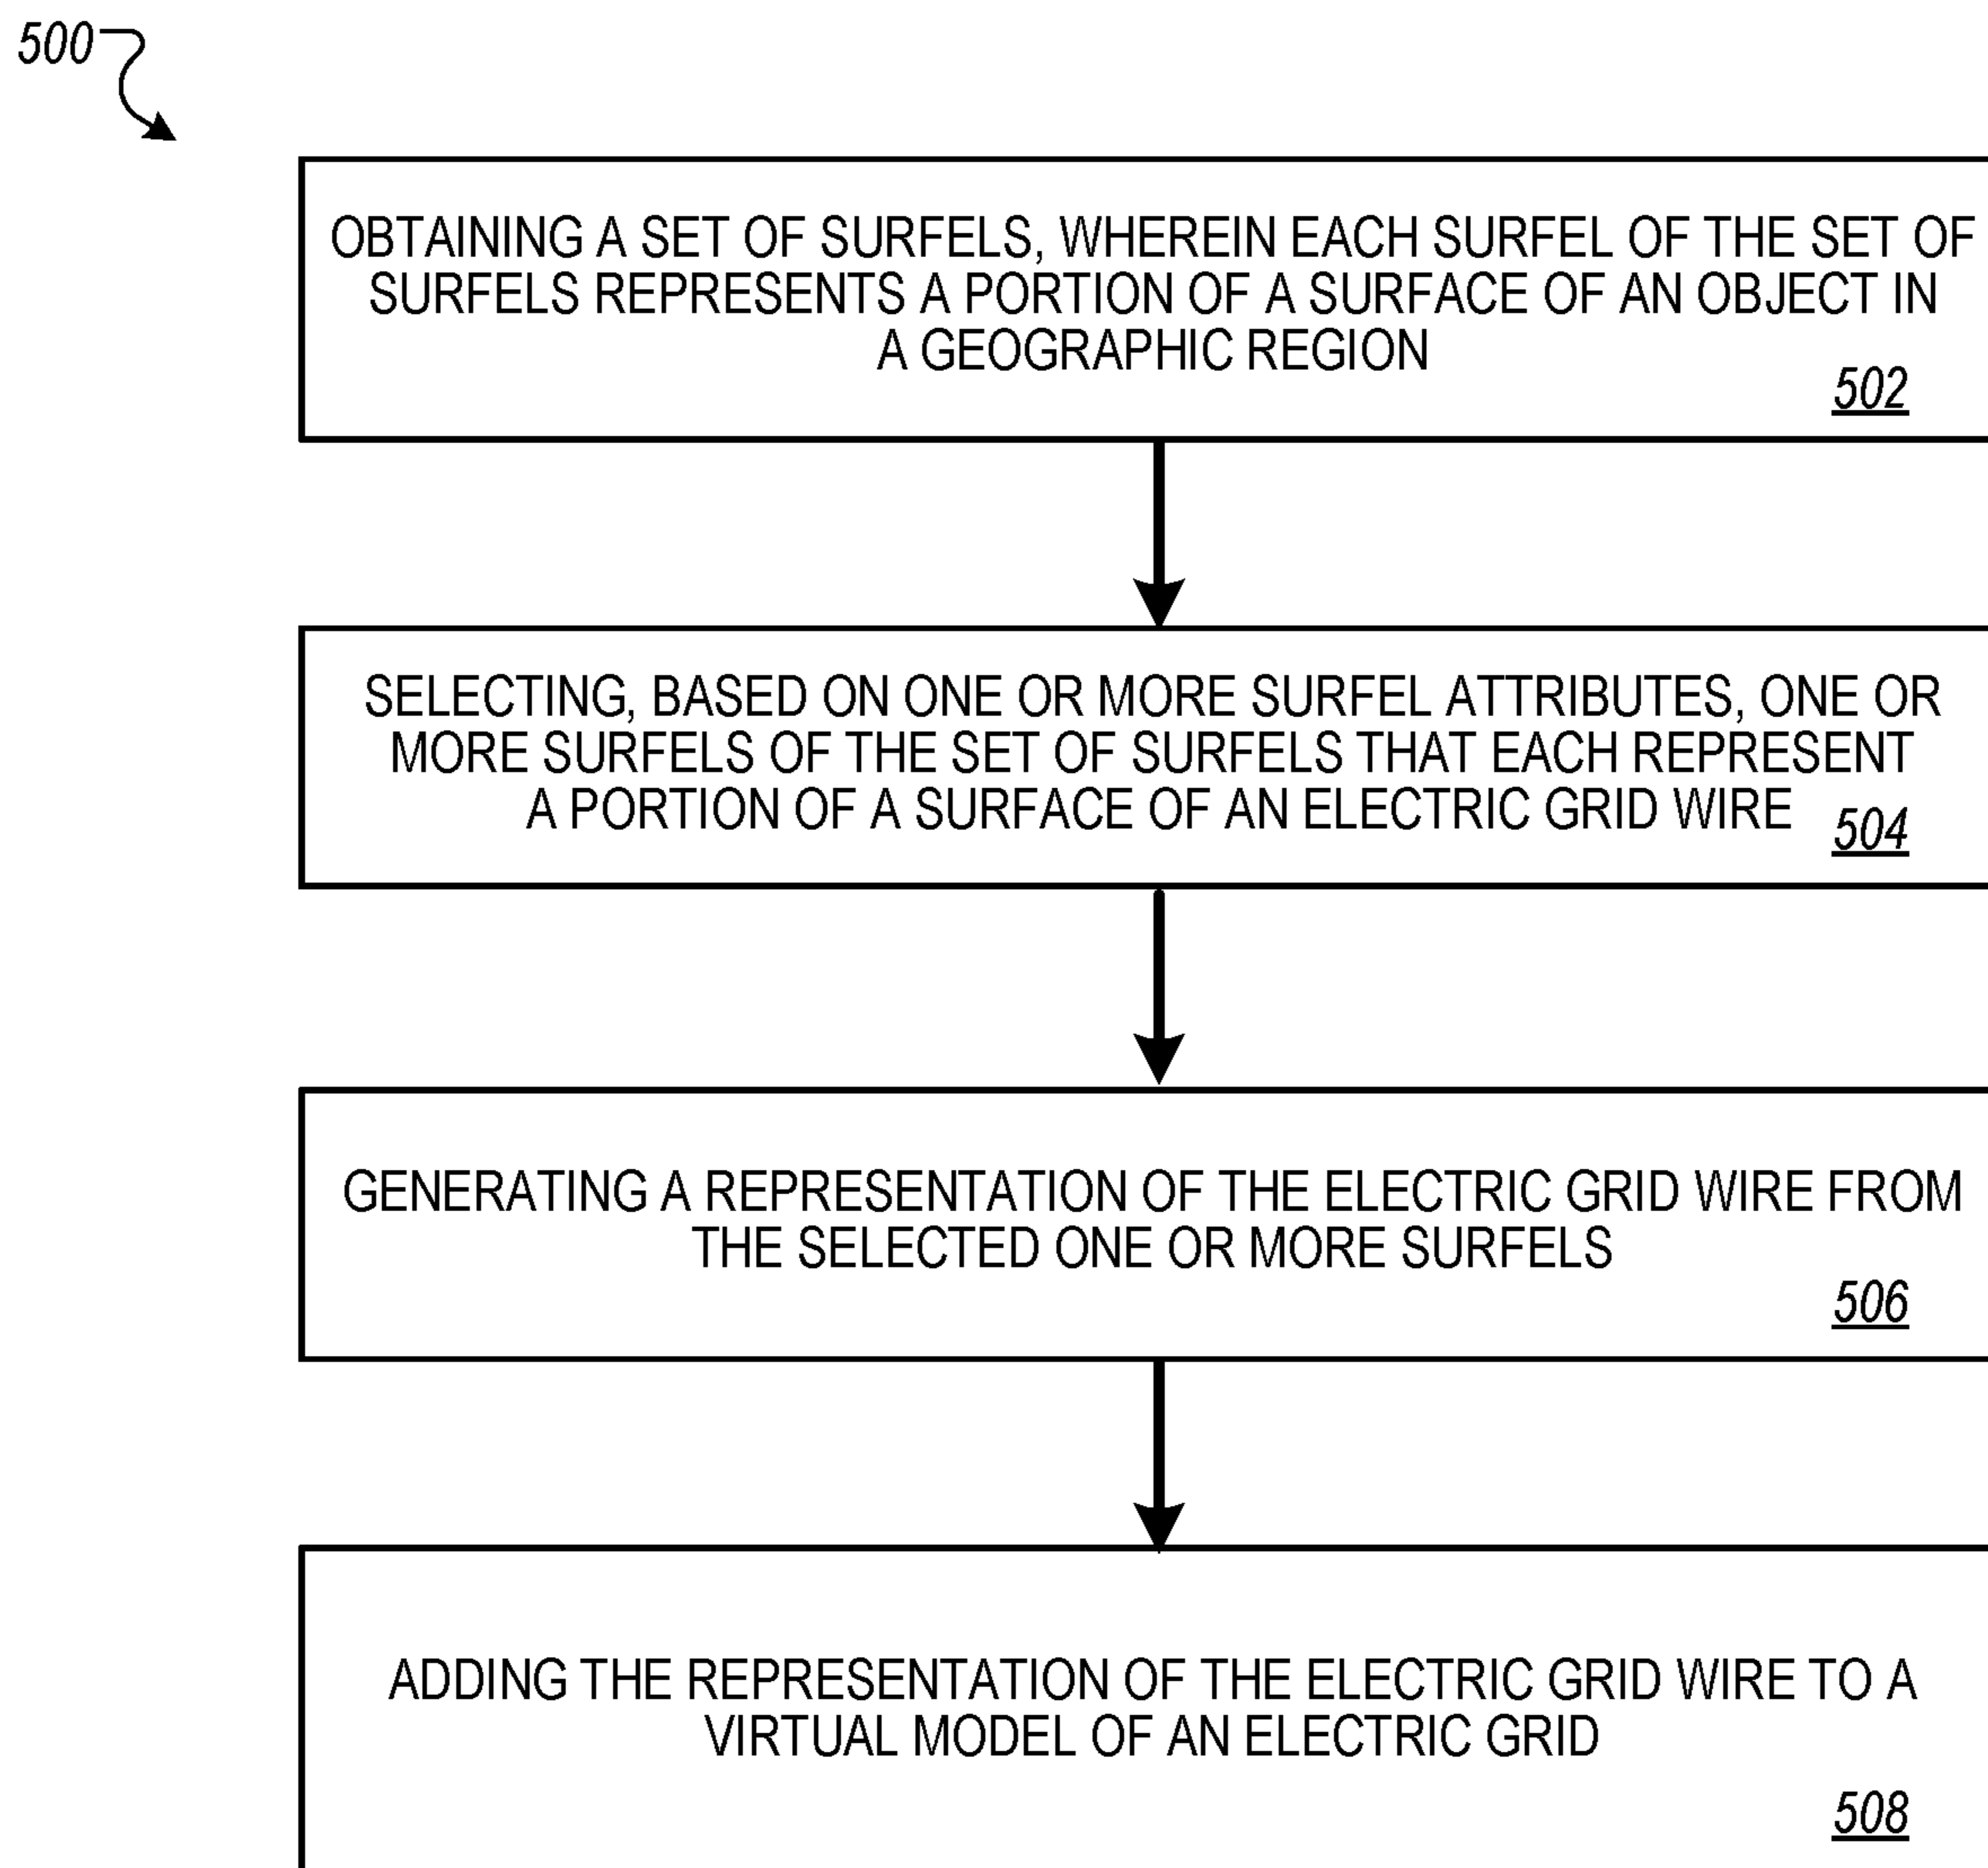 500
OBTAINING A SET OF SURFELS, WHEREIN EACH SURFEL OF THE SET OF
SURFELS REPRESENTS A PORTION OF A SURFACE OF AN OBJECT IN
A GEOGRAPHIC REGION
502
SELECTING, BASED ON ONE OR MORE SURFEL ATTRIBUTES, ONE OR
MORE SURFELS OF THE SET OF SURFELS THAT EACH REPRESENT
A PORTION OF A SURFACE OF AN ELECTRIC GRID WIRE
504
GENERATING A REPRESENTATION OF THE ELECTRIC GRID WIRE FROM
THE SELECTED ONE OR MORE SURFELS
506
ADDING THE REPRESENTATION OF THE ELECTRIC GRID WIRE TO A
VIRTUAL MODEL OF AN ELECTRIC GRID
508